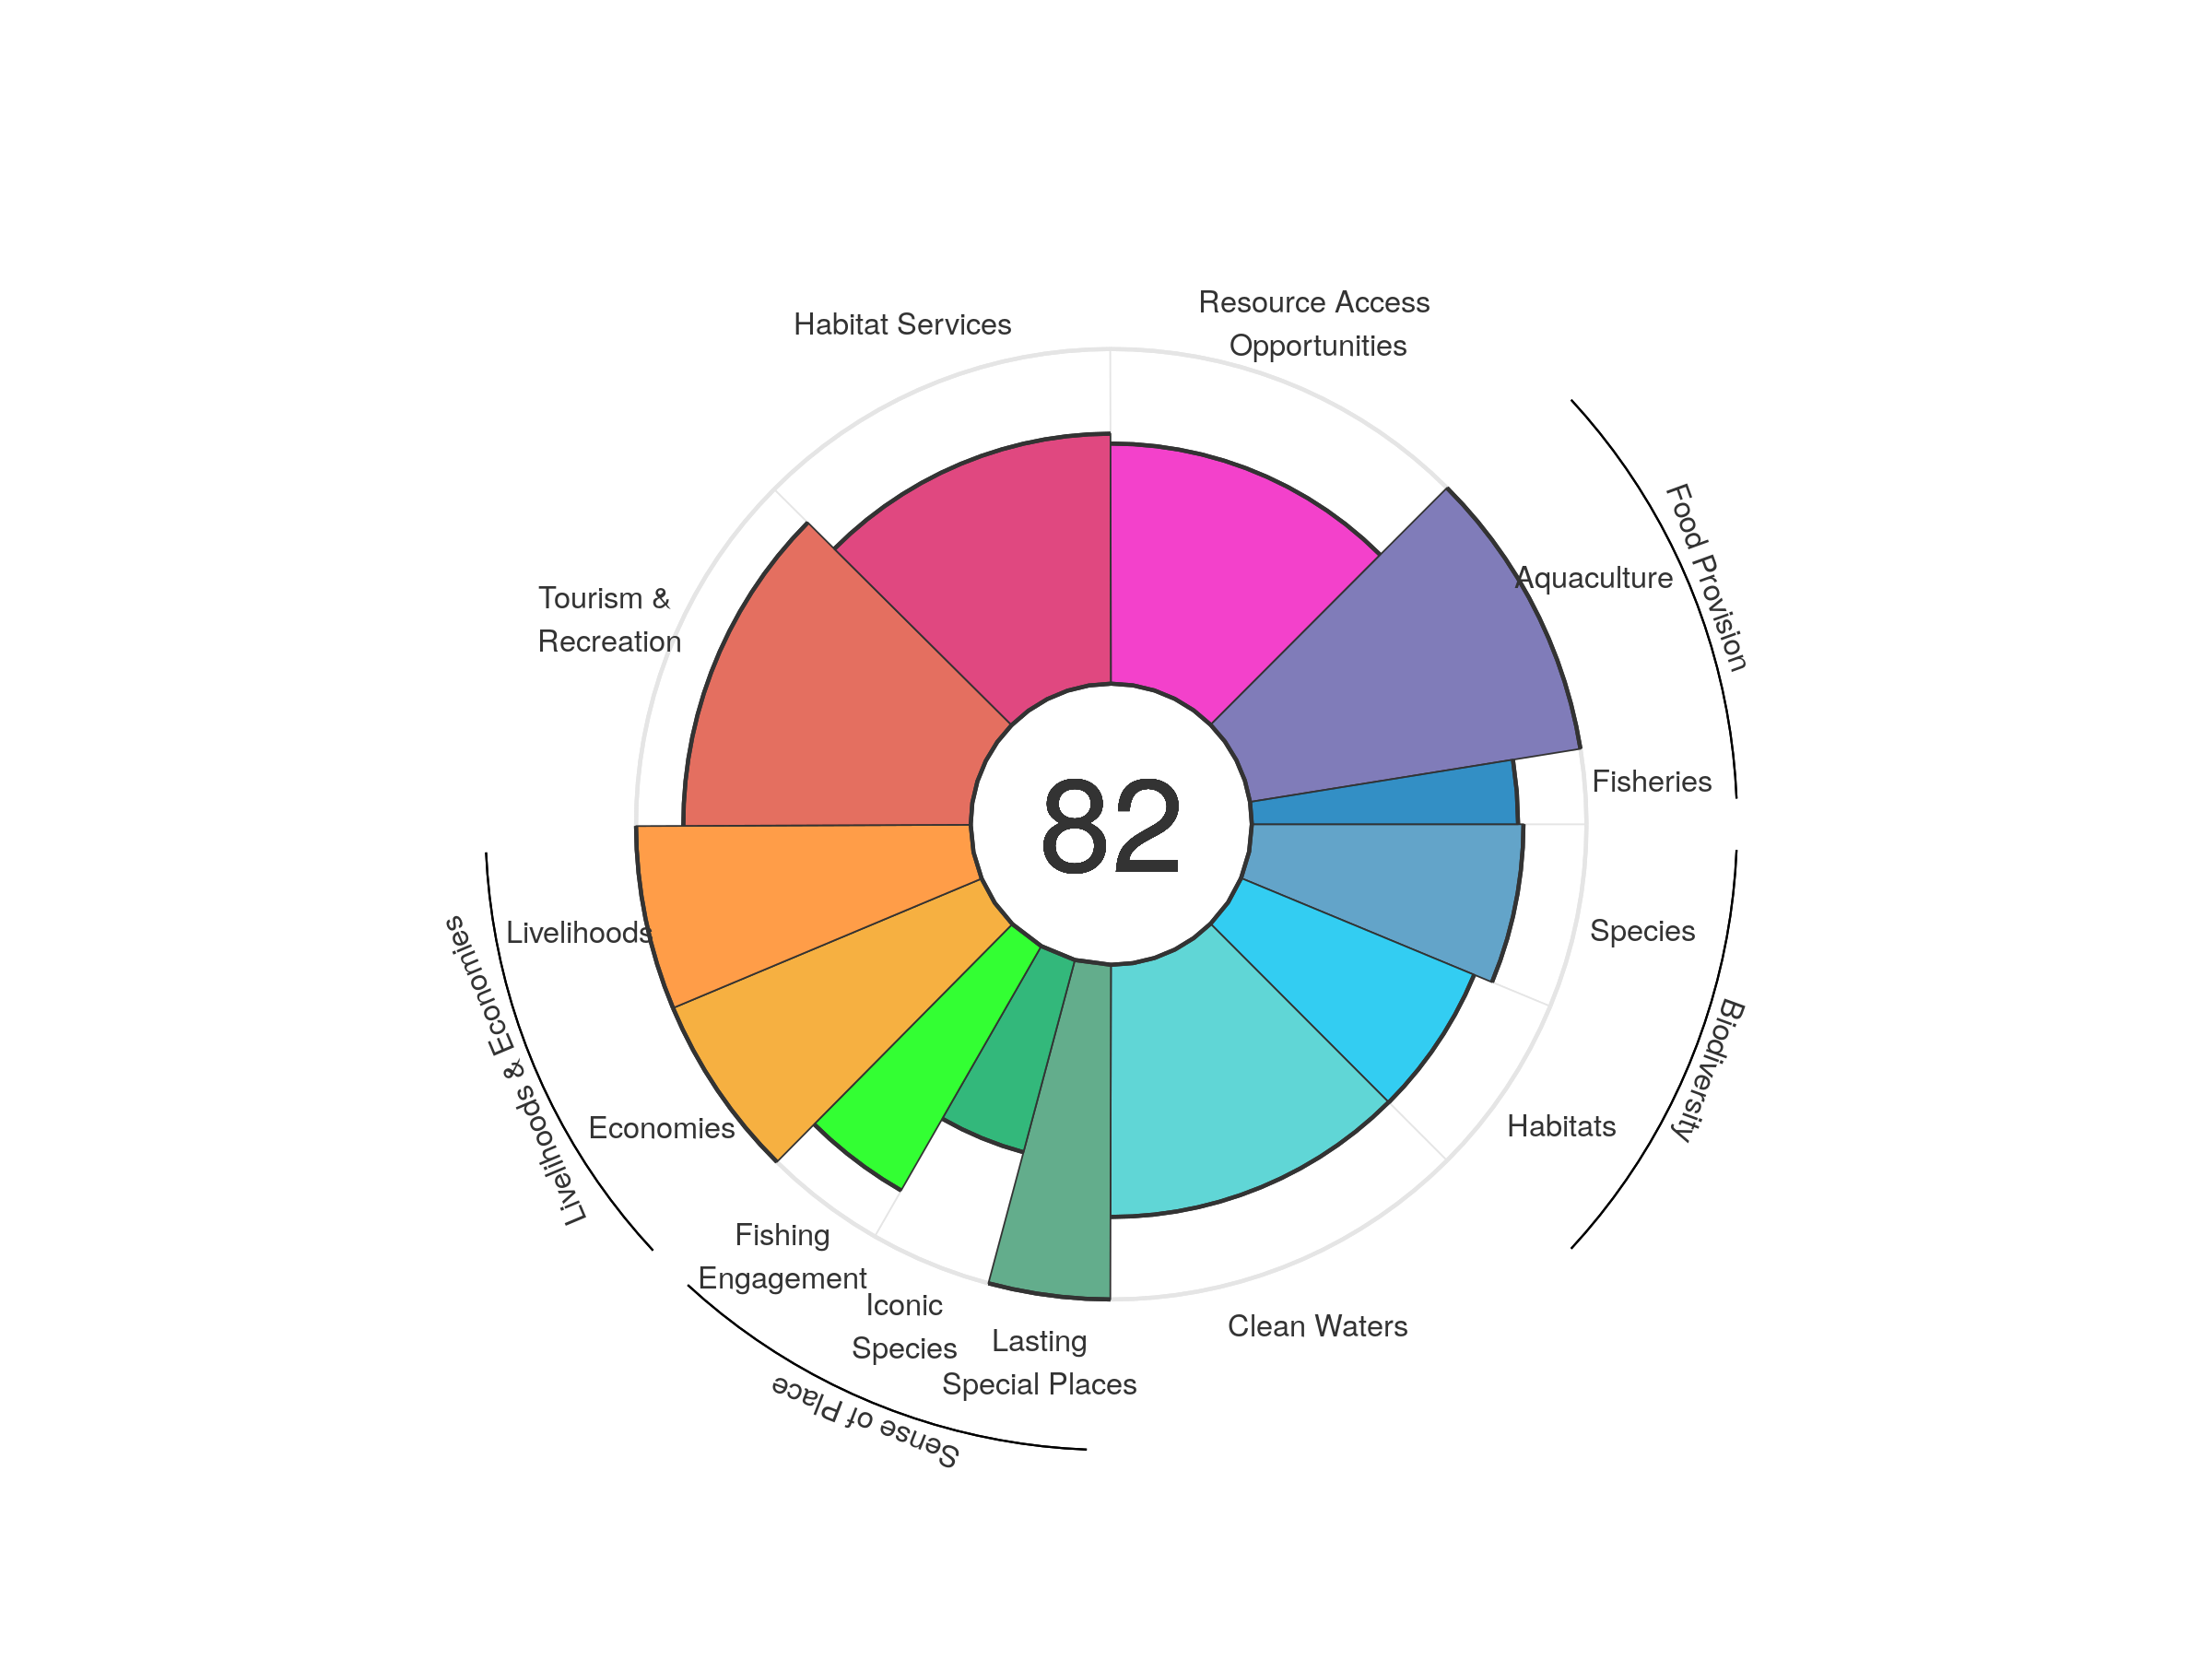 Resource Access
Opportunities
Habitat Services
Aquaculture
Food Provision
Tourism &
Recreation
Fisheries
82
Livelihoods
Species
Livelihoods & Economies
Biodiversity
Economies
Habitats
Fishing
Engagement
Iconic
Species
Lasting
Special Places
Clean Waters
Sense of Place